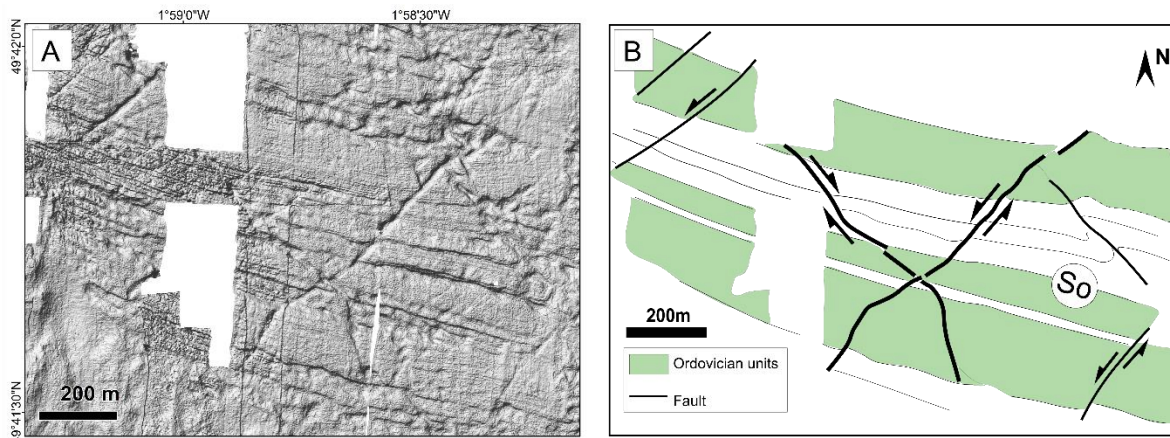 1°59'0"W
1°58'30"W
49°42'0"N
A
9°41'30"N
200 m
B
N
So
200m
Ordovician units
Fault